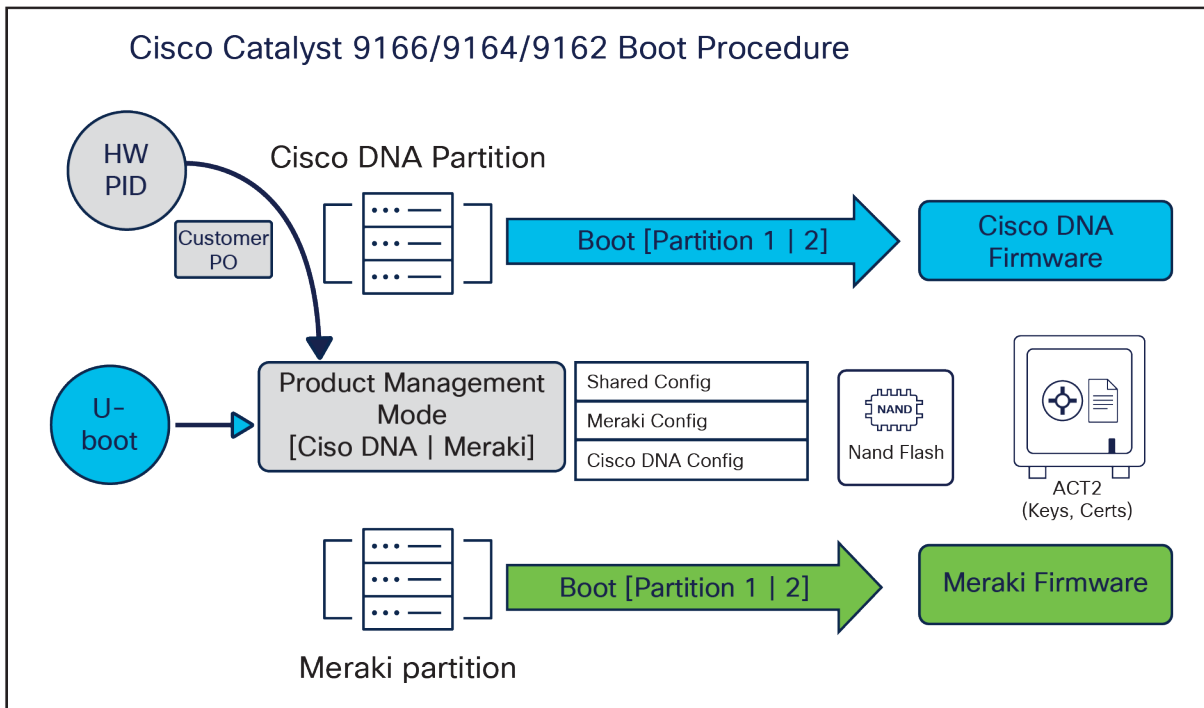 Cisco Catalyst 9166/9164/9162 Boot Procedure
HW
PID
Customer
PO
Cisco DNA Partition
Boot [Partition 1 | 2]
Cisco DNA
Firmware
U-
boot
Product Management
Mode
[Ciso DNA | Meraki]
Shared Config
Meraki Config
Cisco DNA Config
NAND
Nand Flash
ACT2
(Keys, Certs)
Boot [Partition 1 | 2]
Meraki Firmware
Meraki partition